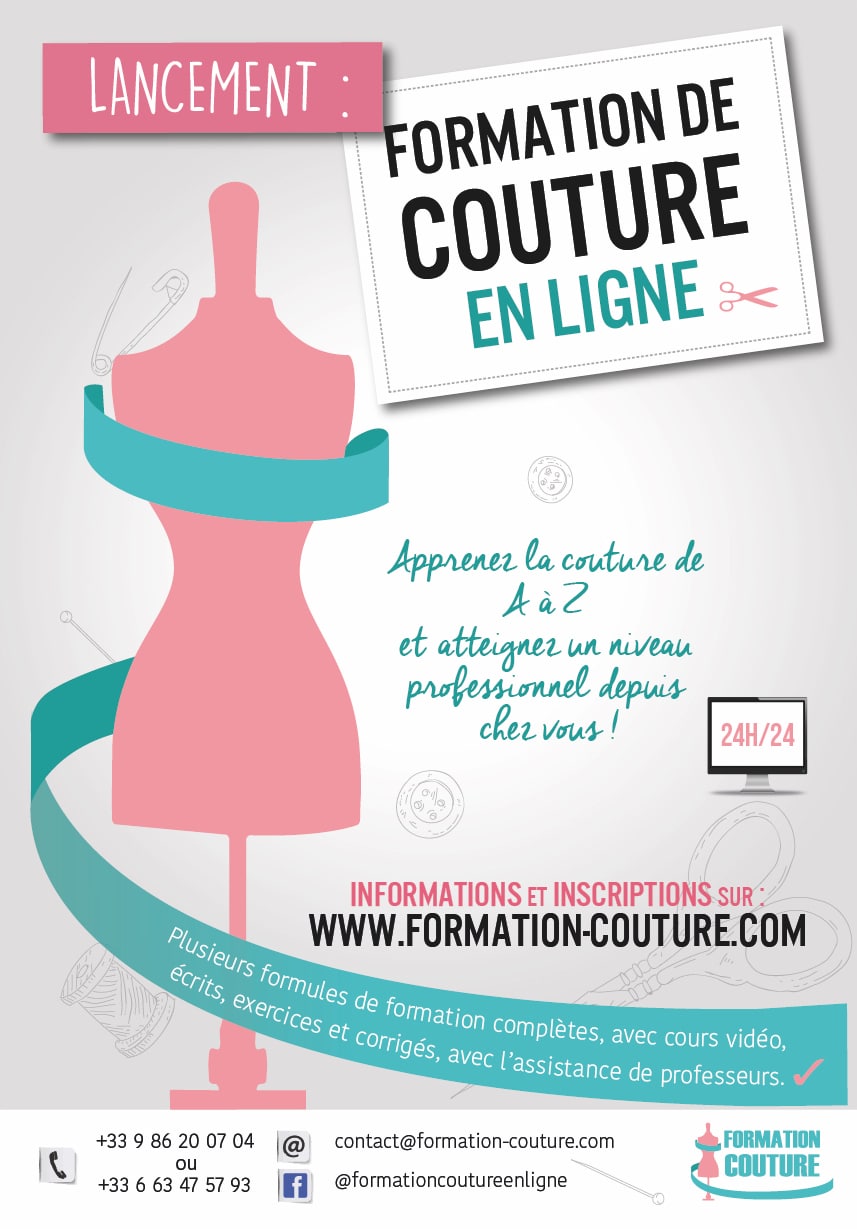 LANCEMENT :
FORMATION DE
COUTURE
EN LIGNE
Apprenez la couture de
A à Z
et atteignez un niveau
professionnel depuis
chez vous !
24H/24
INFORMATIONS ET INSCRIPTIONS SUR :
WWW.FORMATION-COUTURE.COM
Plusieurs formules de formation complètes, avec cours vidéo,
écrits, exercices et corrigés, avec l'assistance de professeurs.
+33 9 86 20 07 04
ou
+33 6 63 47 57 93
@
contact@formation-couture.com
f
@formationcoutureenligne
FORMATION
COUTURE